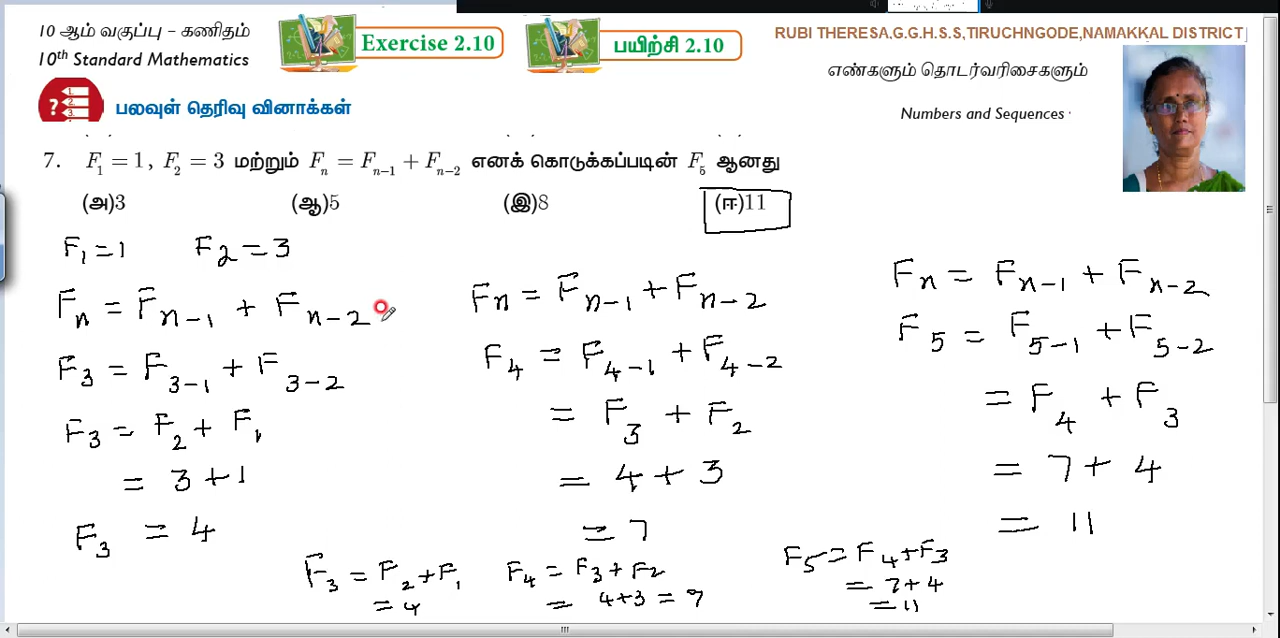 10 ஆம் வகுப்பு – கணிதம்
10th Standard Mathematics
Exercise 2.10
பயிற்சி 2.10
RUBI THERESA,G.G.H.S.S,TIRUCHNGODE,NAMAKKAL DISTRICT
எண்களும் தொடர்வரிசைகளும்
Numbers and Sequences
பலவுள் தெரிவு வினாக்கள்
7. F₁ = 1, F₂ = 3 மற்றும் Fₙ = Fₙ₋₁ + Fₙ₋₂ எனக் கொடுக்கப்படின் F₅ ஆனது
(அ)3 (ஆ)5 (இ)8 (ஈ)11
F₁ = 1 F₂ = 3
Fₙ = Fₙ₋₁ + Fₙ₋₂
F₃ = F₃₋₁ + F₃₋₂
F₃ = F₂ + F₁
= 3 + 1
F₃ = 4
Fₙ = Fₙ₋₁ + Fₙ₋₂
F₄ = F₄₋₁ + F₄₋₂
= F₃ + F₂
= 4 + 3
= 7
Fₙ = Fₙ₋₁ + Fₙ₋₂
F₅ = F₅₋₁ + F₅₋₂
= F₄ + F₃
= 7 + 4
= 11
F₃ = F₂ + F₁
= 4
F₄ = F₃ + F₂
= 4+3 = 7
F₅ = F₄ + F₃
= 7+4
= 11